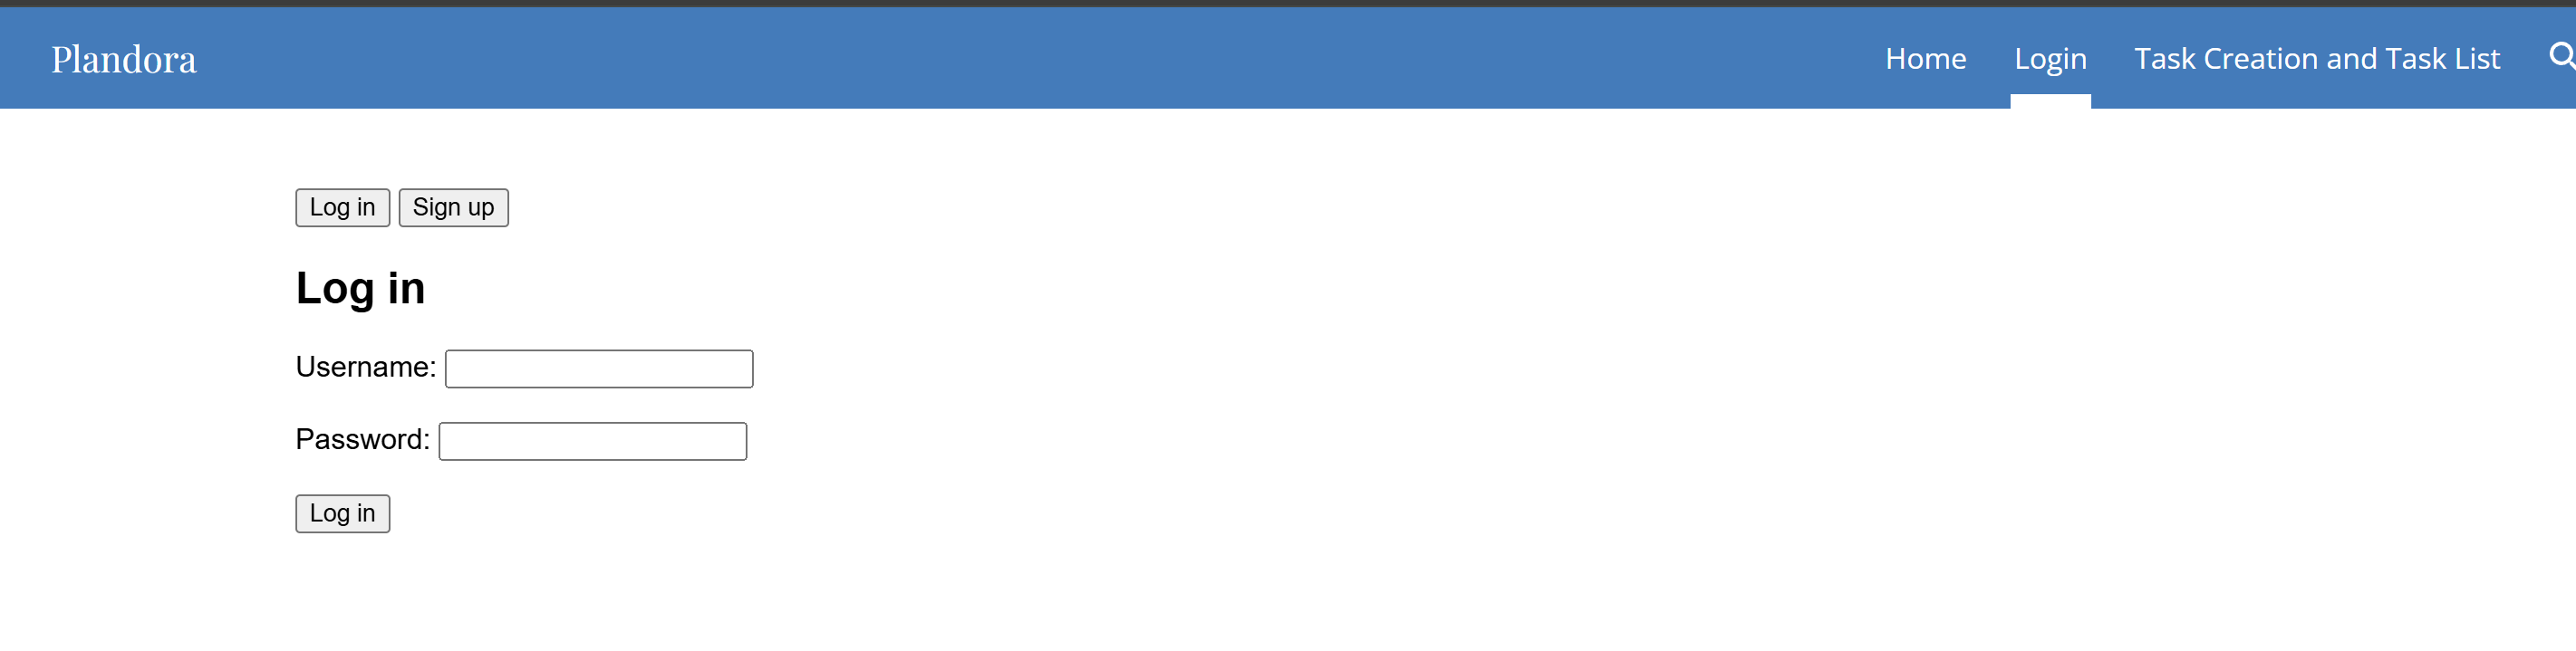 Plandora
Home Login Task Creation and Task List
Log in Sign up
Log in
Username:
Password:
Log in